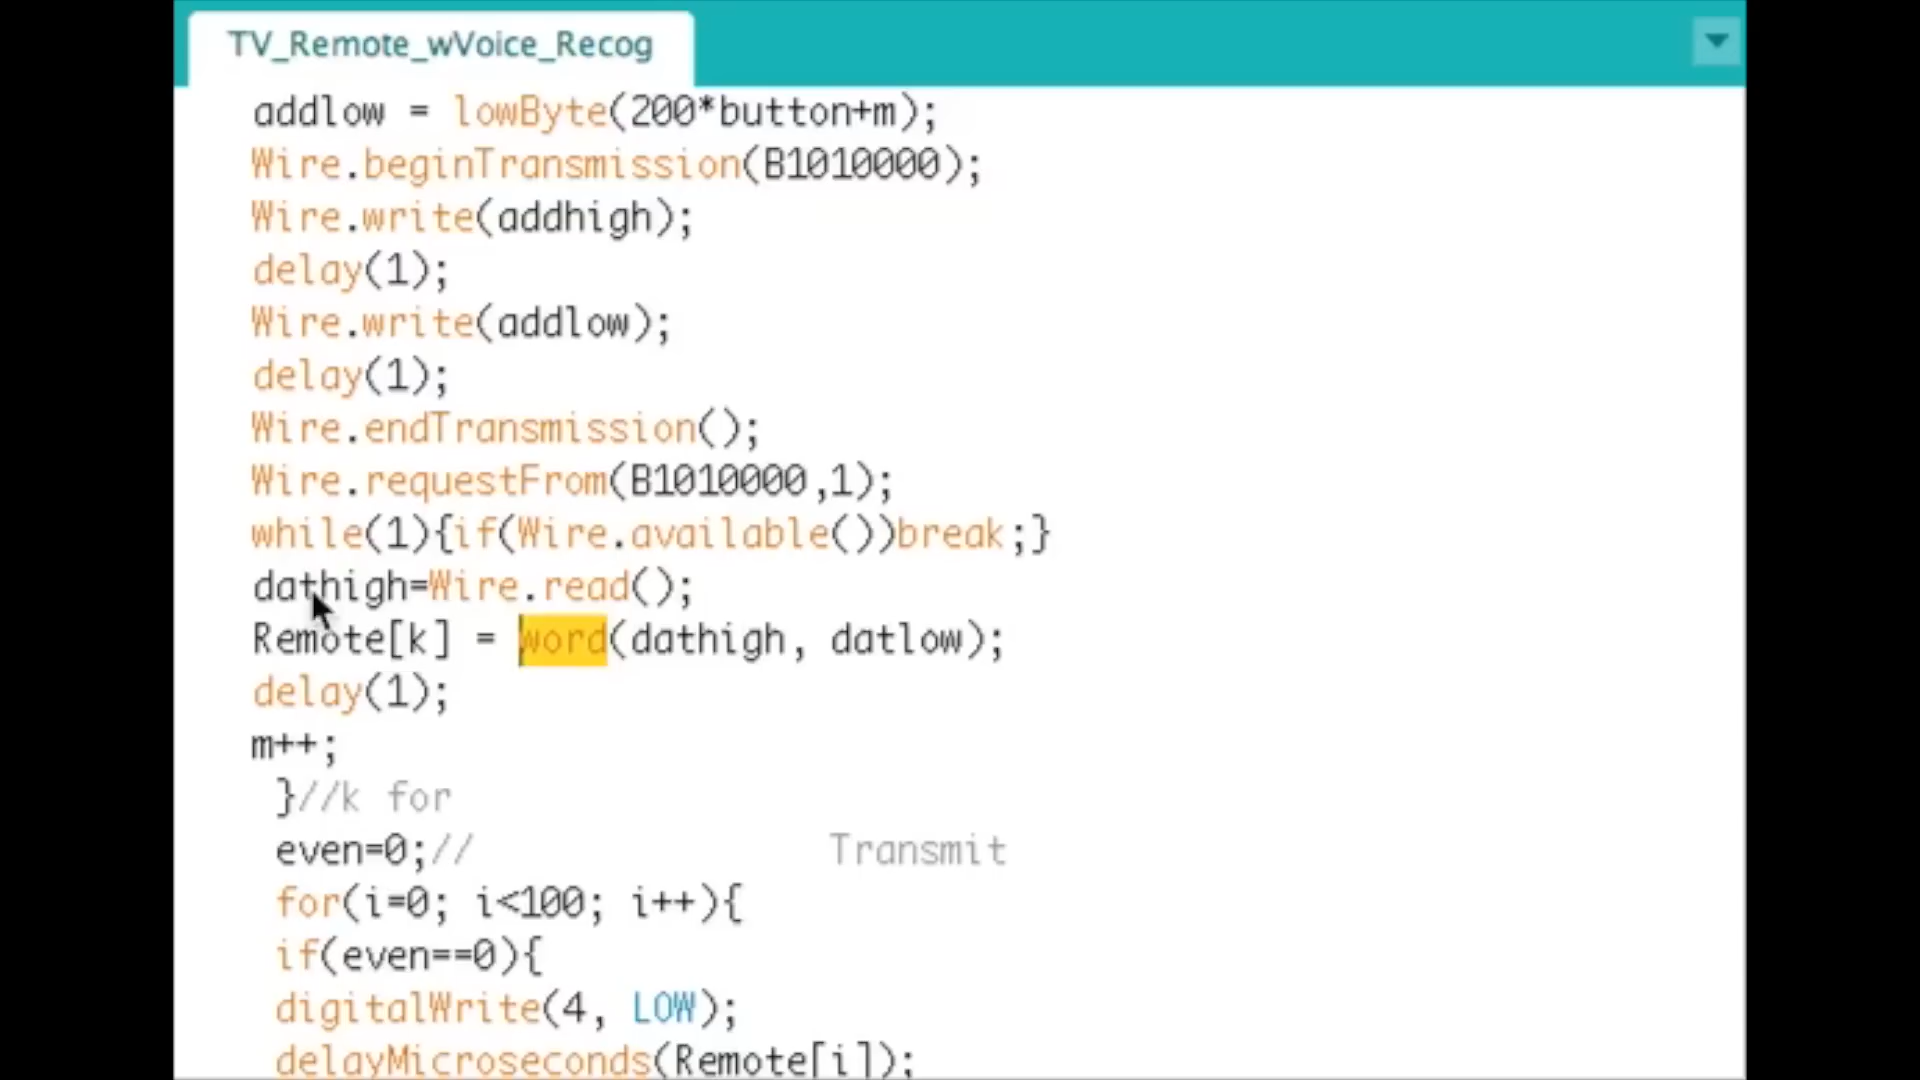 TV_Remote_wVoice_Recog
addlow = lowByte(200*button+m);
Wire.beginTransmission(B1010000);
Wire.write(addhigh);
delay(1);
Wire.write(addlow);
delay(1);
Wire.endTransmission();
Wire.requestFrom(B1010000,1);
while(1){if(Wire.available())break;}
dathigh=Wire.read();
Remote[k] = word(dathigh, datlow);
delay(1);
m++;
}//k for
even=0;// Transmit
for(i=0; i<100; i++){
if(even==0){
digitalWrite(4, LOW);
delayMicroseconds(Remote[i]);